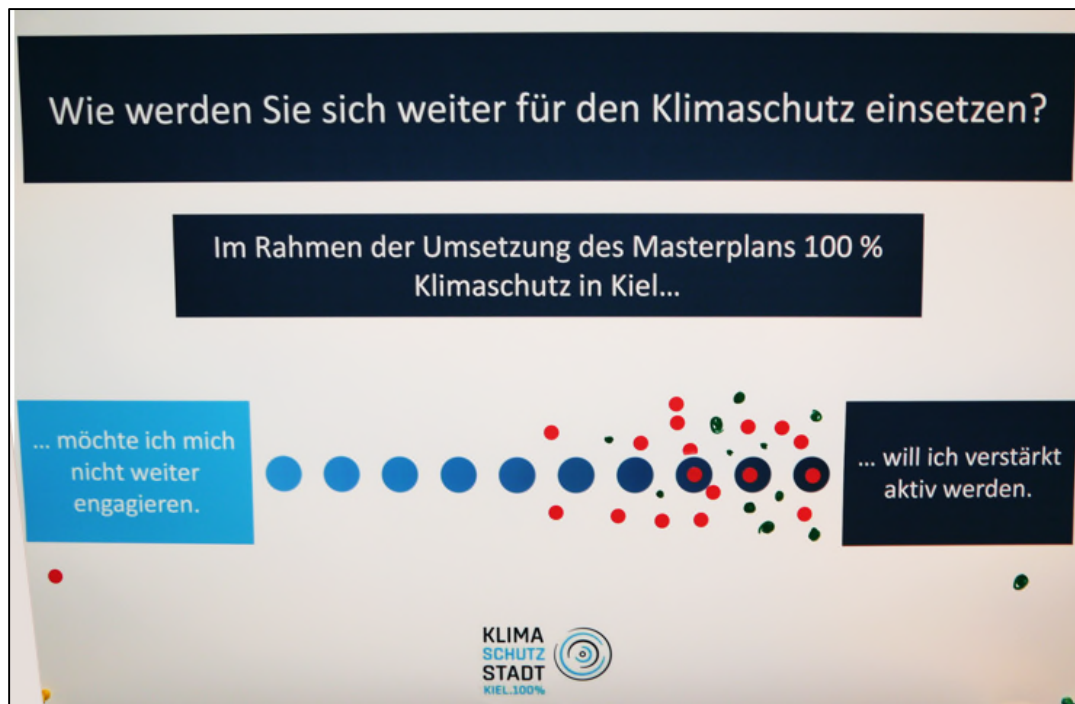 Wie werden Sie sich weiter für den Klimaschutz einsetzen?
Im Rahmen der Umsetzung des Masterplans 100 %
Klimaschutz in Kiel...
... möchte ich mich
nicht weiter
engagieren.
... will ich verstärkt
aktiv werden.
KLIMA
SCHUTZ
STADT
KIEL.100%